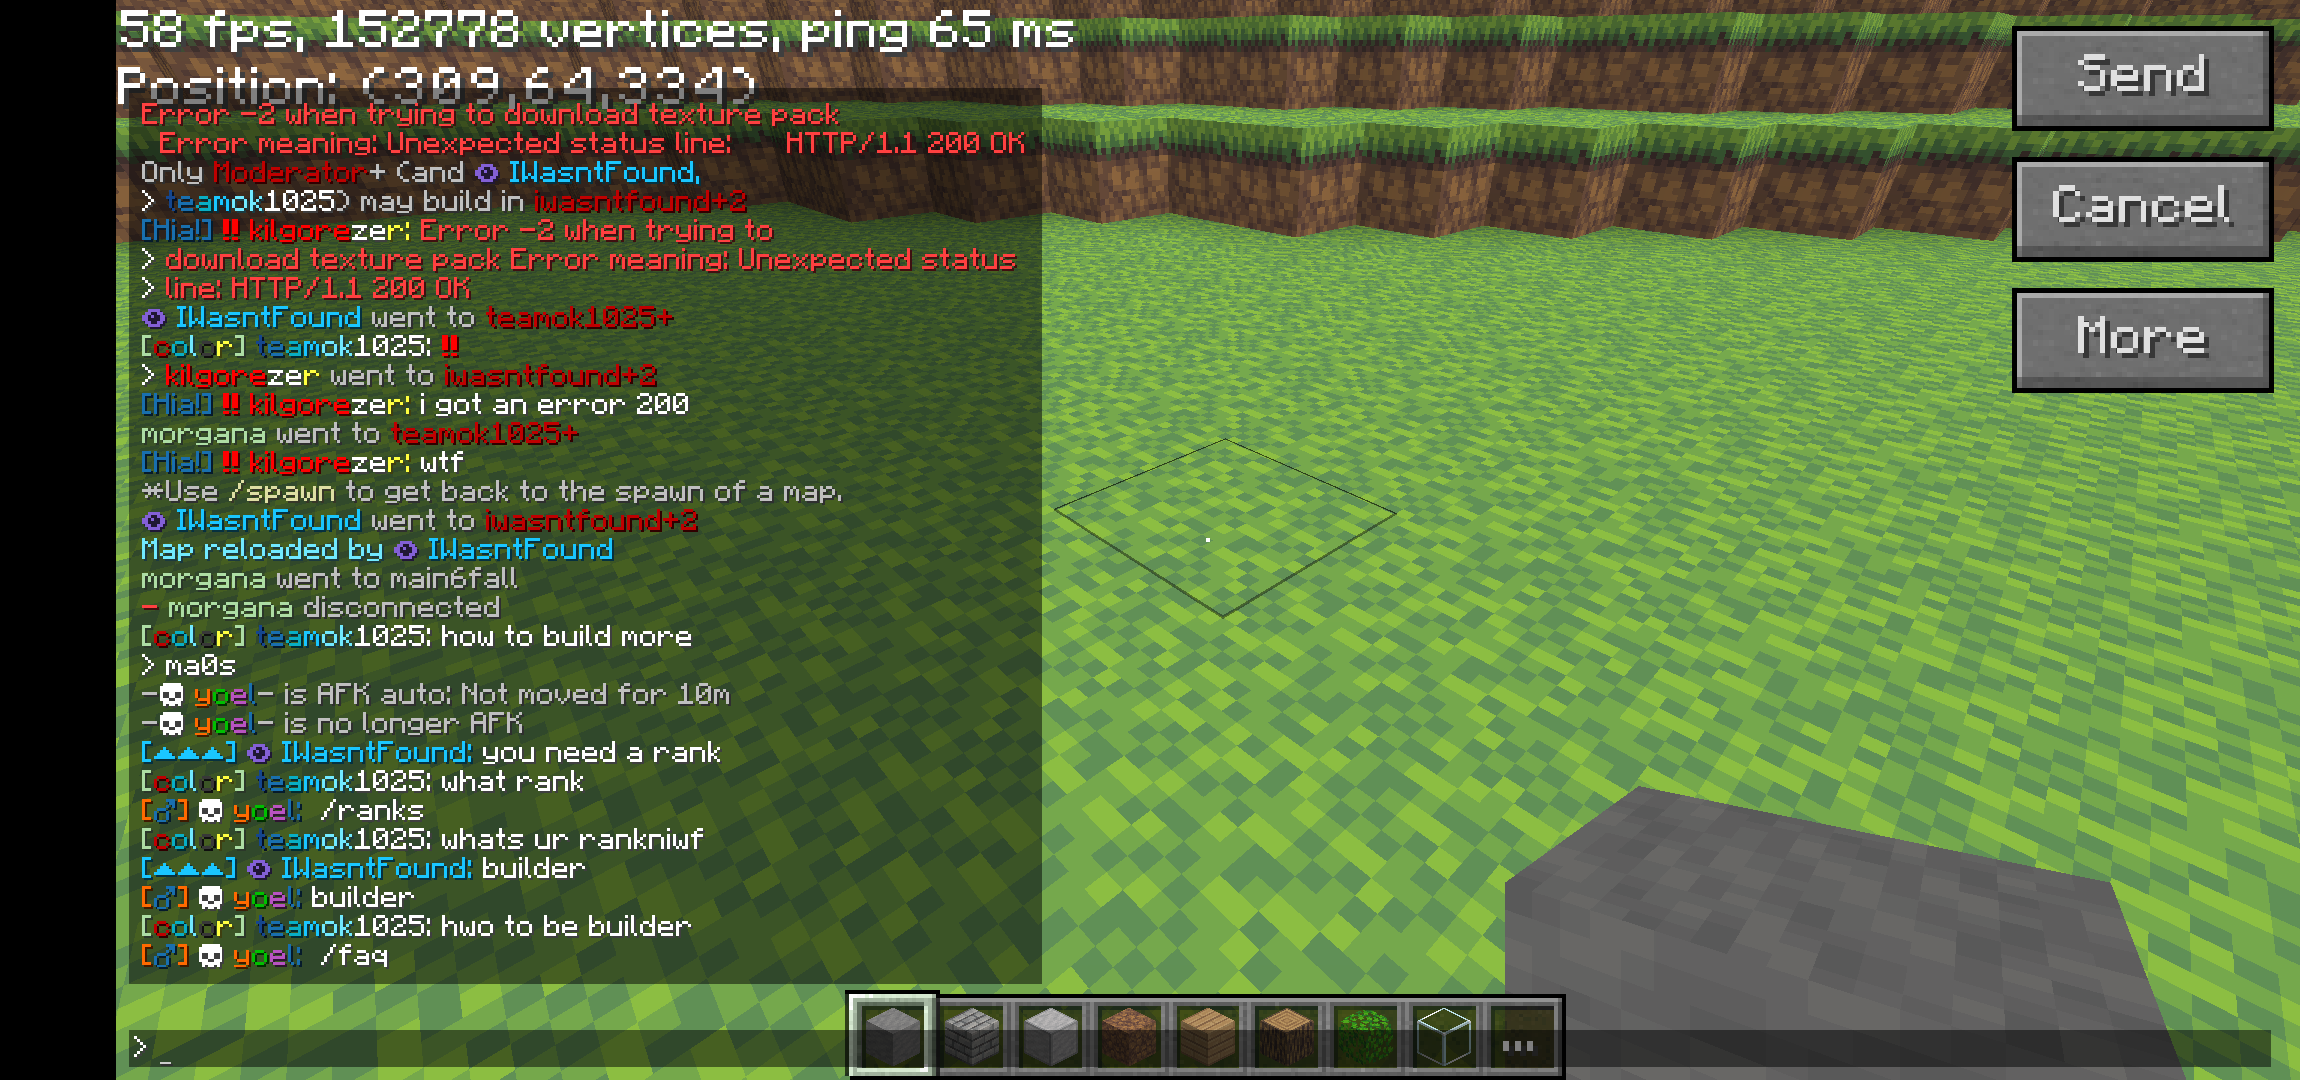 58 fps, 152778 vertices, ping 65 ms
Position: (309,64,334)
Error -2 when trying to download texture pack
Error meaning: Unexpected status line: HTTP/1.1 200 OK
Only Moderator+ (and IWasntFound,
> teamok1025) may build in iwasntfound+2
[Hia!] ‼ kilgorezer: Error -2 when trying to
> download texture pack Error meaning: Unexpected status
> line: HTTP/1.1 200 OK
IWasntFound went to teamok1025+
[color] teamok1025: ‼
> kilgorezer went to iwasntfound+2
[Hia!] ‼ kilgorezer: i got an error 200
morgana went to teamok1025+
[Hia!] ‼ kilgorezer: wtf
*Use /spawn to get back to the spawn of a map.
IWasntFound went to iwasntfound+2
Map reloaded by IWasntFound
morgana went to main6fall
- morgana disconnected
[color] teamok1025: how to build more
> ma0s
- yoel- is AFK auto: Not moved for 10m
- yoel- is no longer AFK
[▲▲▲] IWasntFound: you need a rank
[color] teamok1025: what rank
[♂] yoel: /ranks
[color] teamok1025: whats ur rankniwf
[▲▲▲] IWasntFound: builder
[♂] yoel: builder
[color] teamok1025: hwo to be builder
[♂] yoel: /faq
> _
...
Send
Cancel
More